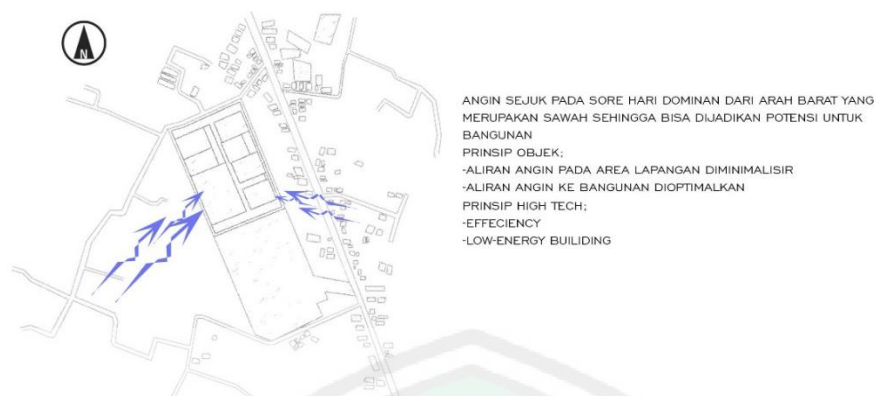 N
ANGIN SEJUK PADA SORE HARI DOMINAN DARI ARAH BARAT YANG
MERUPAKAN SAWAH SEHINGGA BISA DIJADIKAN POTENSI UNTUK
BANGUNAN
PRINSIP OBJEK;
-ALIRAN ANGIN PADA AREA LAPANGAN DIMINIMALISIR
-ALIRAN ANGIN KE BANGUNAN DIOPTIMALKAN
PRINSIP HIGH TECH;
-EFFECIENCY
-LOW-ENERGY BUILIDING